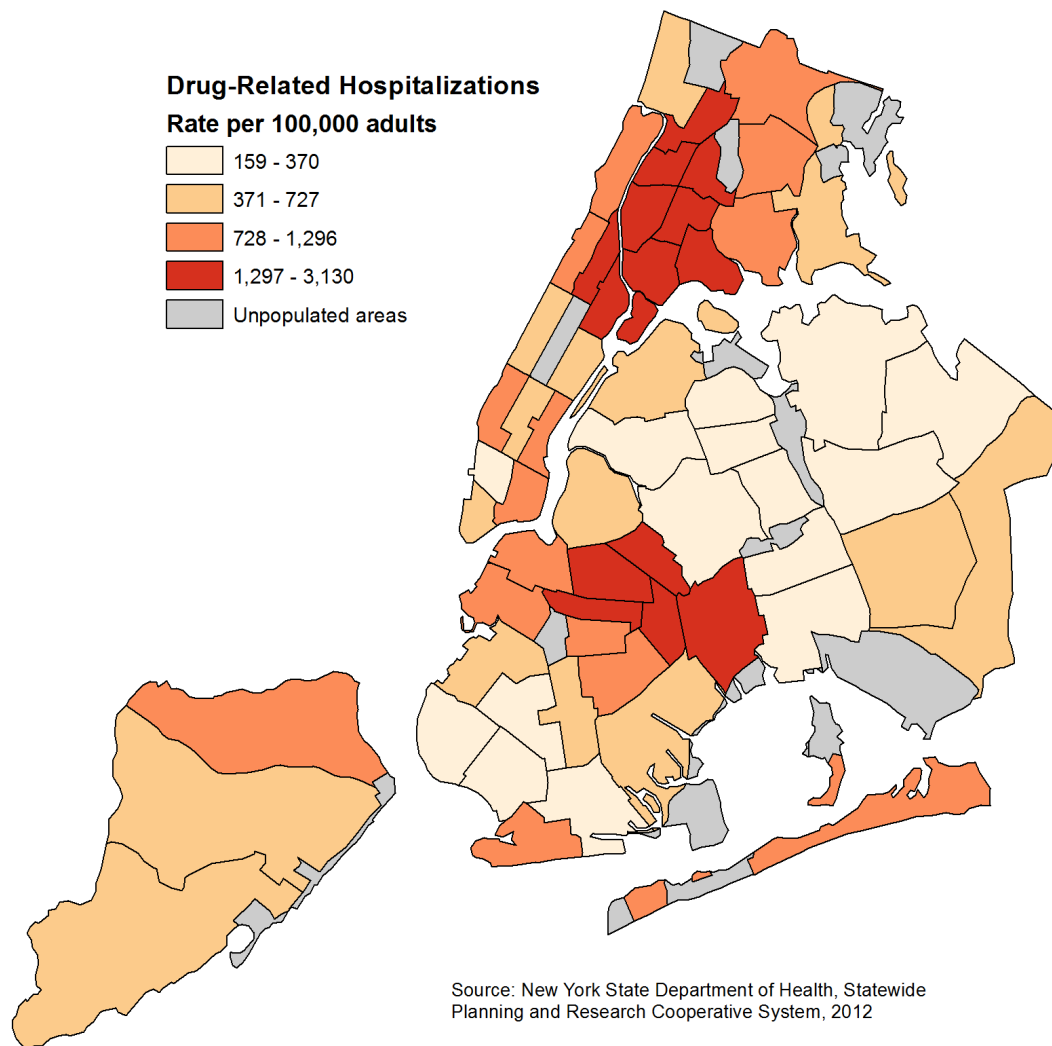 Drug-Related Hospitalizations
Rate per 100,000 adults
159 - 370
371 - 727
728 - 1,296
1,297 - 3,130
Unpopulated areas
Source: New York State Department of Health, Statewide
Planning and Research Cooperative System, 2012